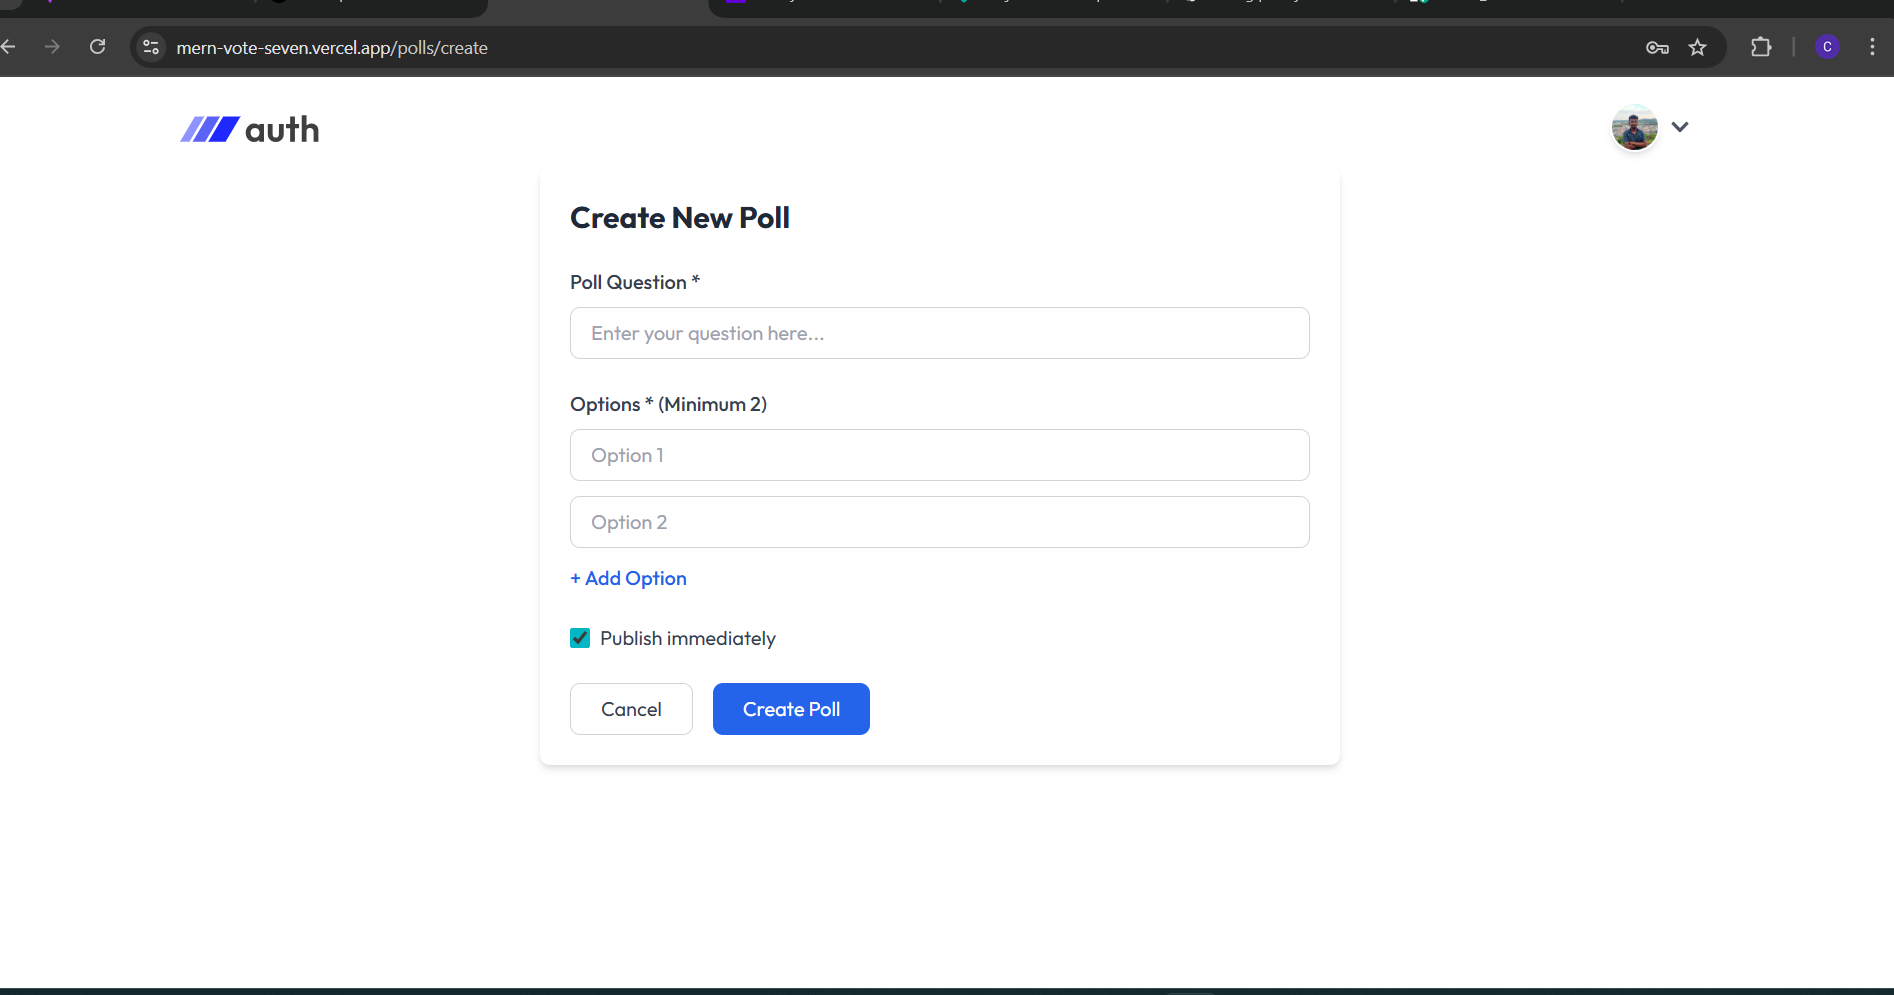 mern-vote-seven.vercel.app/polls/create
C
auth
Create New Poll
Poll Question *
Enter your question here...
Options * (Minimum 2)
Option 1
Option 2
+ Add Option
Publish immediately
Cancel
Create Poll